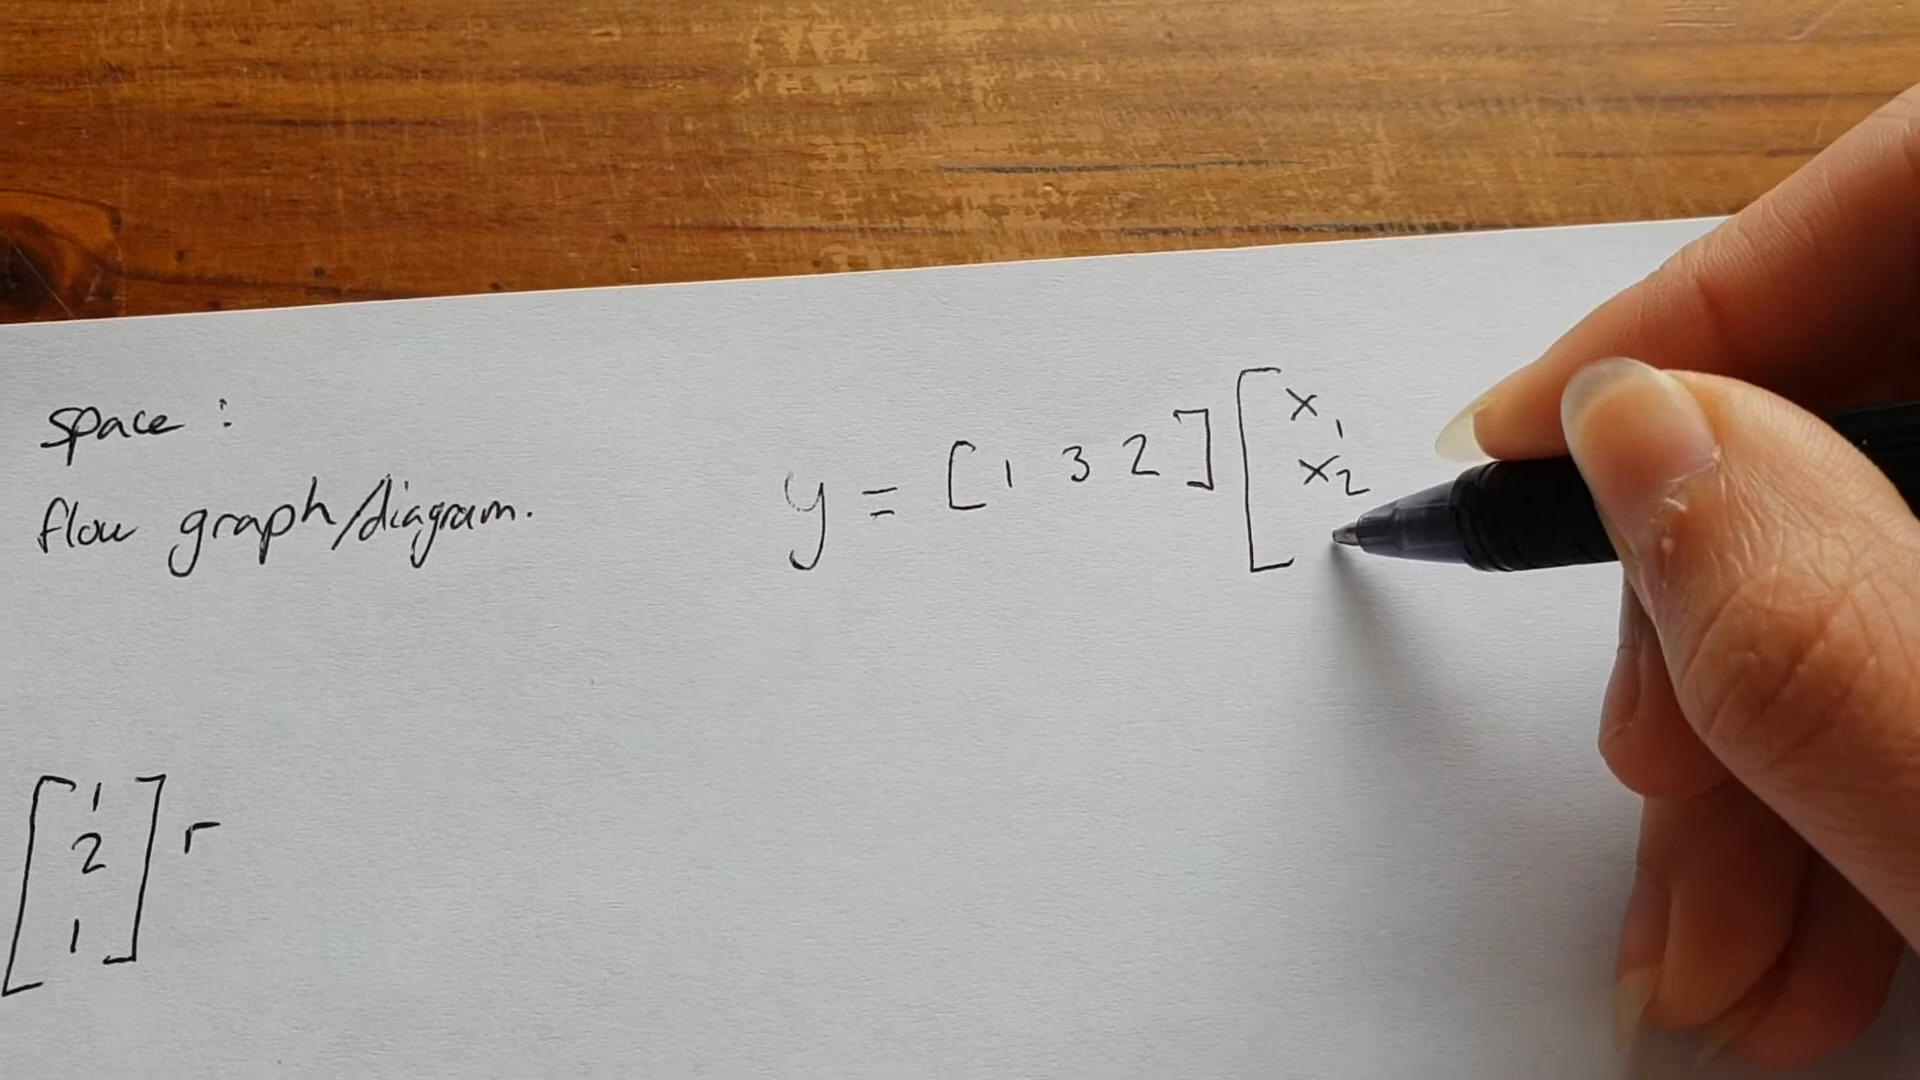 space :
flow graph/diagram.
y = [ 1 3 2 ] [ x1
x2
[ 1
2
1 ] r